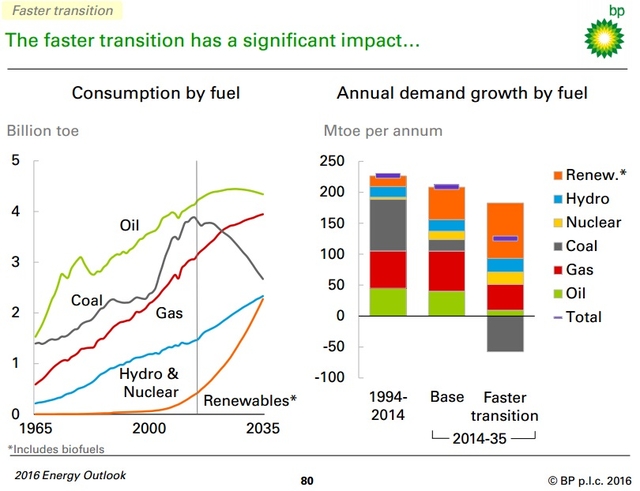 Faster transition
bp
The faster transition has a significant impact…
Consumption by fuel
Billion toe
5
4
3
2
1
0
Oil
Coal
Gas
Hydro &
Nuclear
Renewables*
1965
2000
2035
*Includes biofuels
Annual demand growth by fuel
Mtoe per annum
250
200
150
100
50
0
-50
-100
Renew.*
Hydro
Nuclear
Coal
Gas
Oil
Total
1994-
2014
Base
Faster
transition
2014-35
2016 Energy Outlook
80
© BP p.l.c. 2016